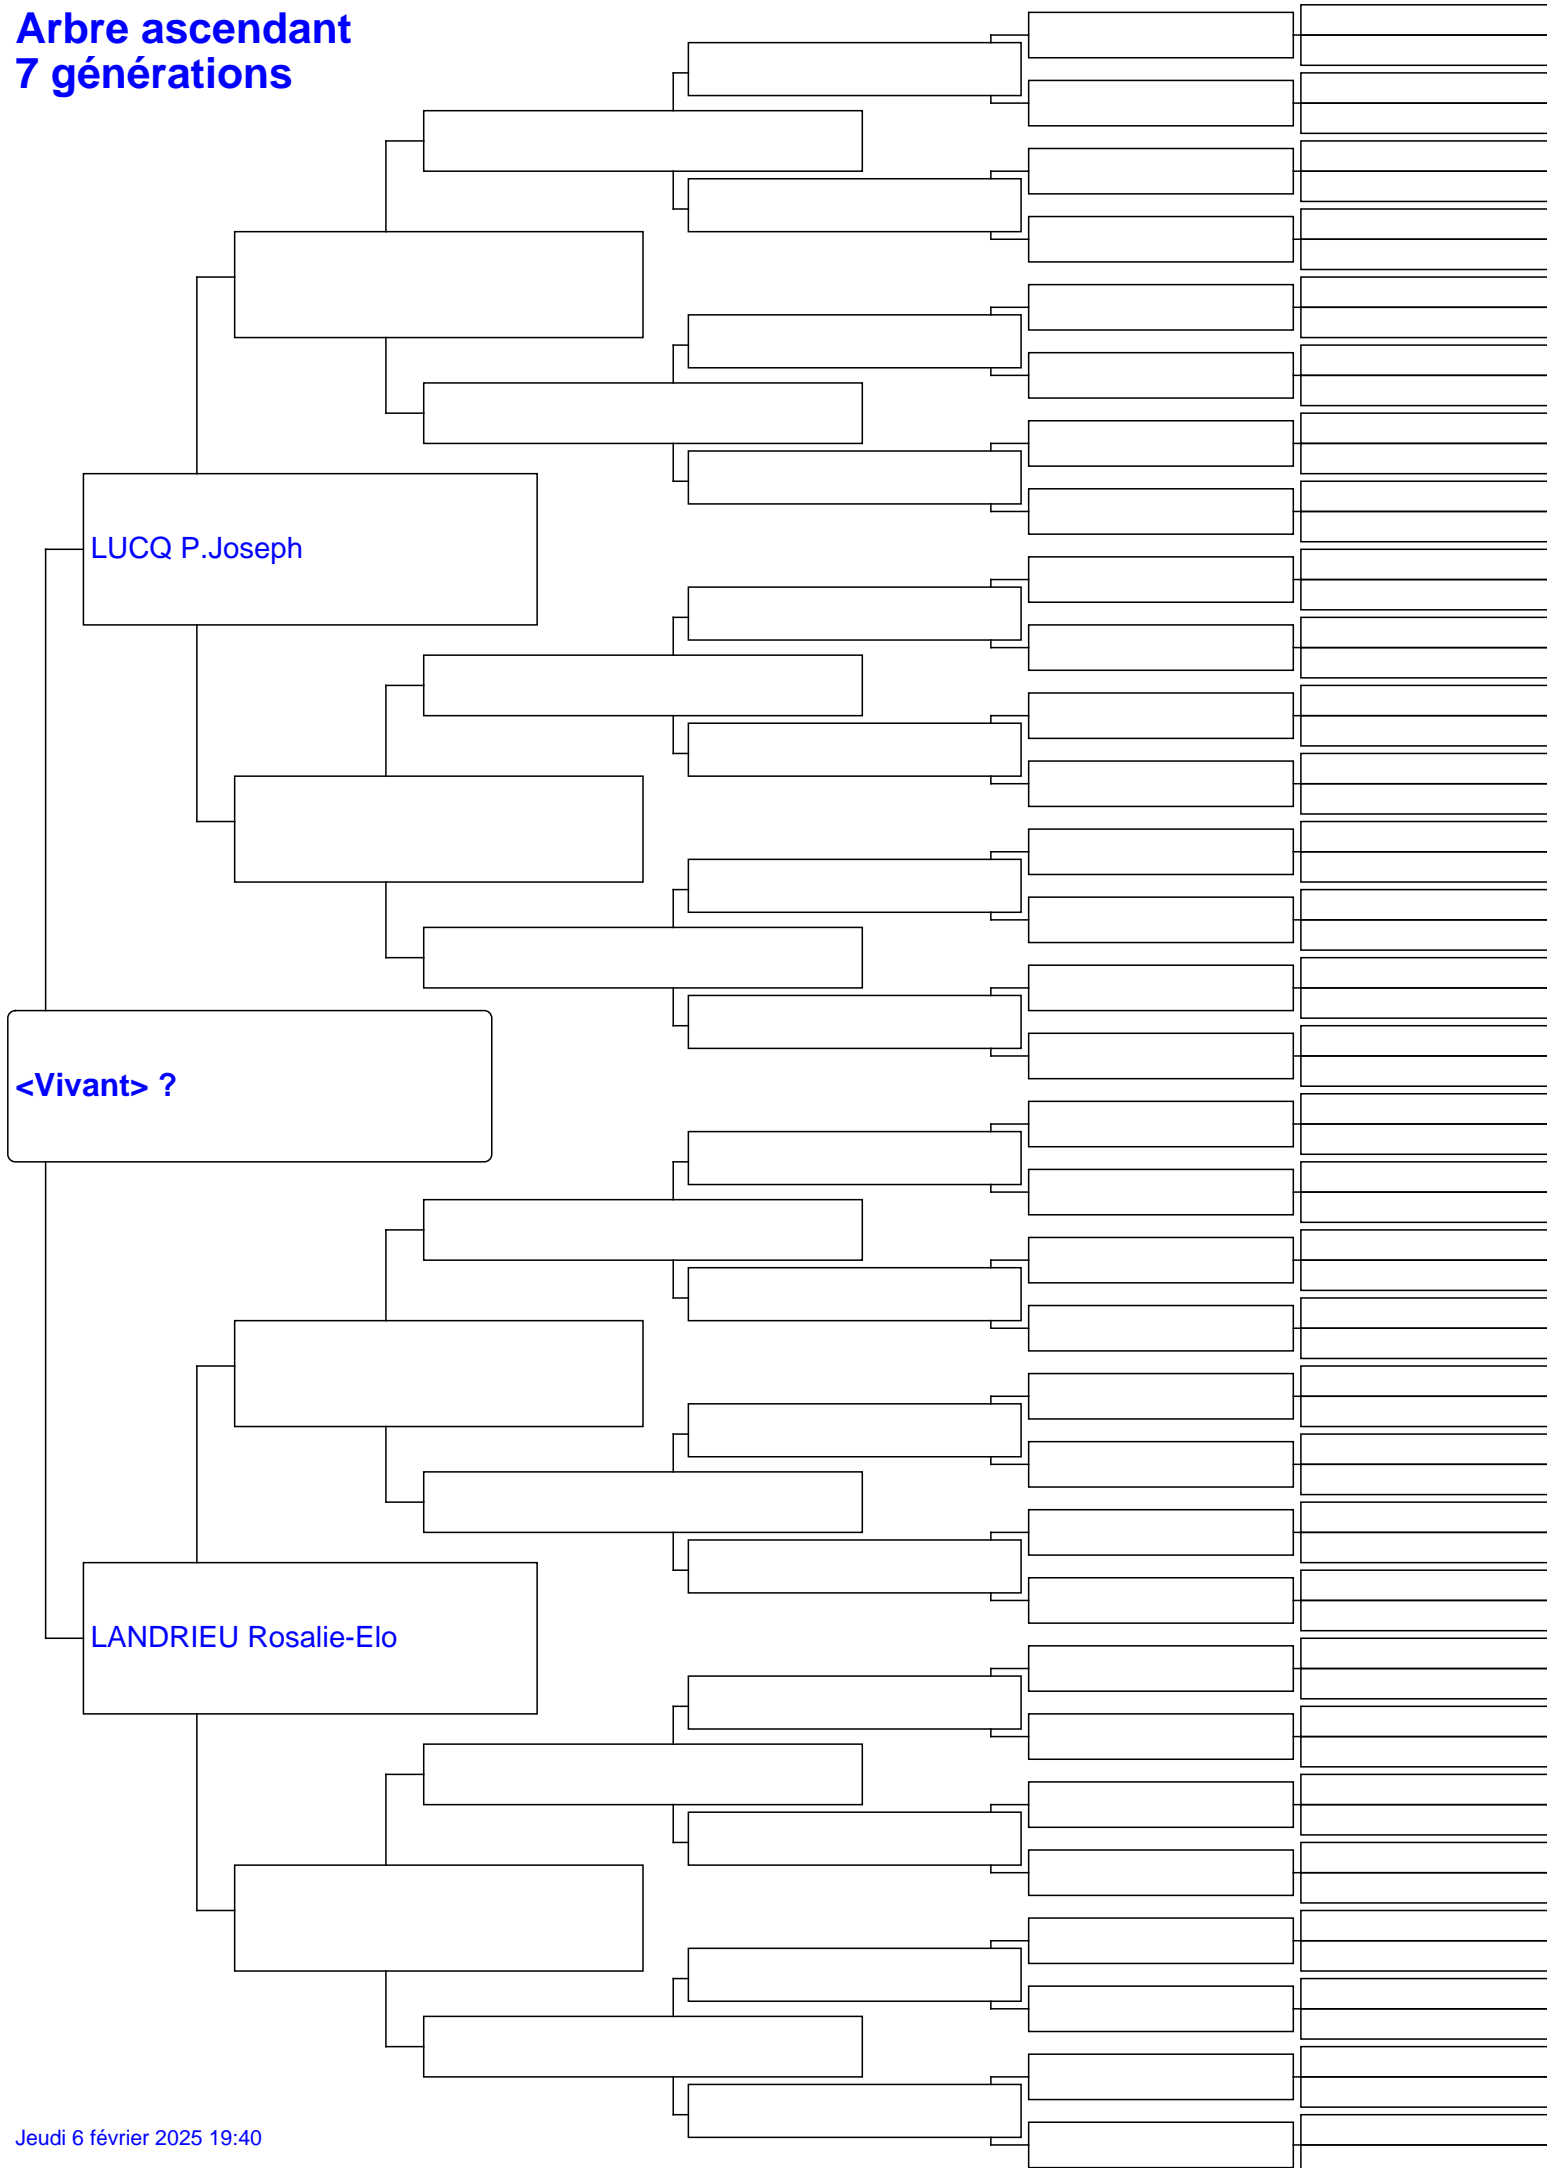 Arbre ascendant
7 générations
LUCQ P.Joseph
<Vivant> ?
LANDRIEU Rosalie-Elo
Jeudi 6 février 2025 19:40